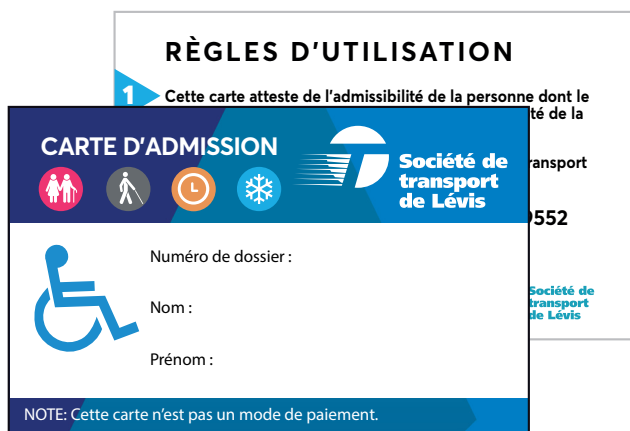 RÈGLES D'UTILISATION
1
Cette carte atteste de l'admissibilité de la personne dont le
té de la
ransport
9552
Société de
transport
de Lévis
CARTE D'ADMISSION
Société de
transport
de Lévis
Numéro de dossier :
Nom :
Prénom :
NOTE: Cette carte n'est pas un mode de paiement.